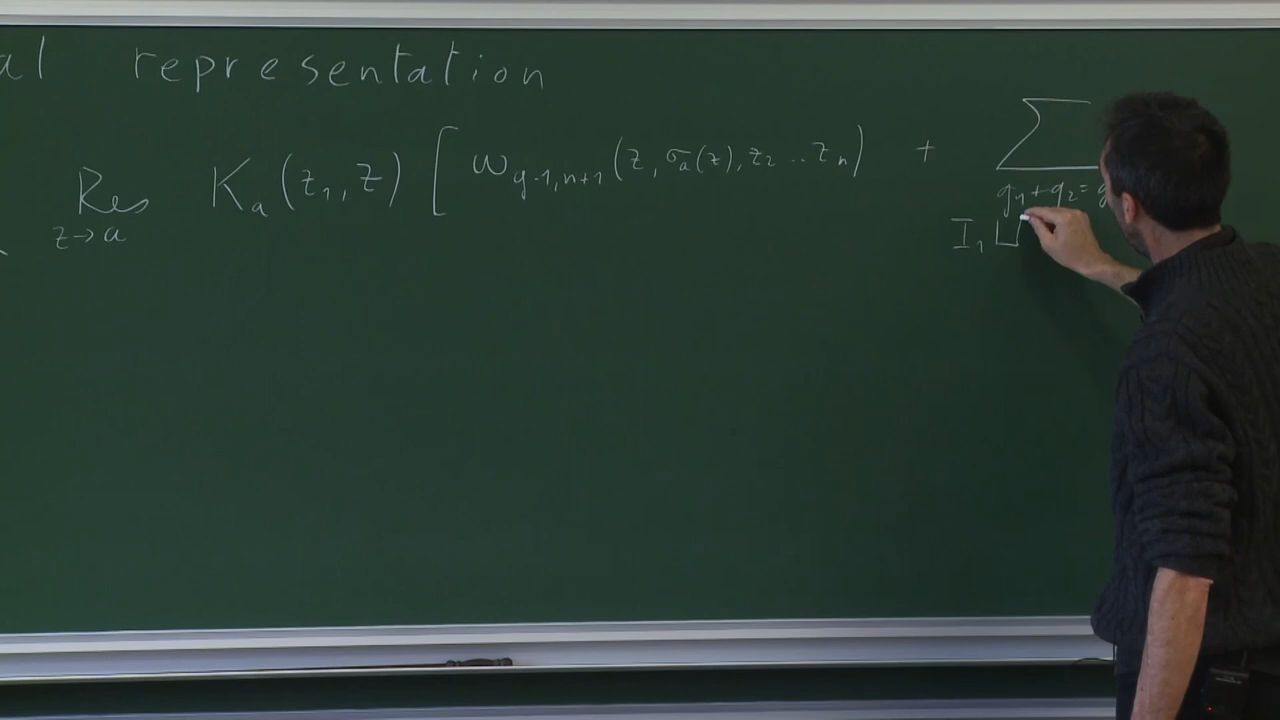 al representation
Res z→a K_a(z_1, z) [ ω_{g-1,n+1}(z, σ_a(z), z_2 .. z_n) + Σ
g_1 + g_2 = g
I_1 ⊔